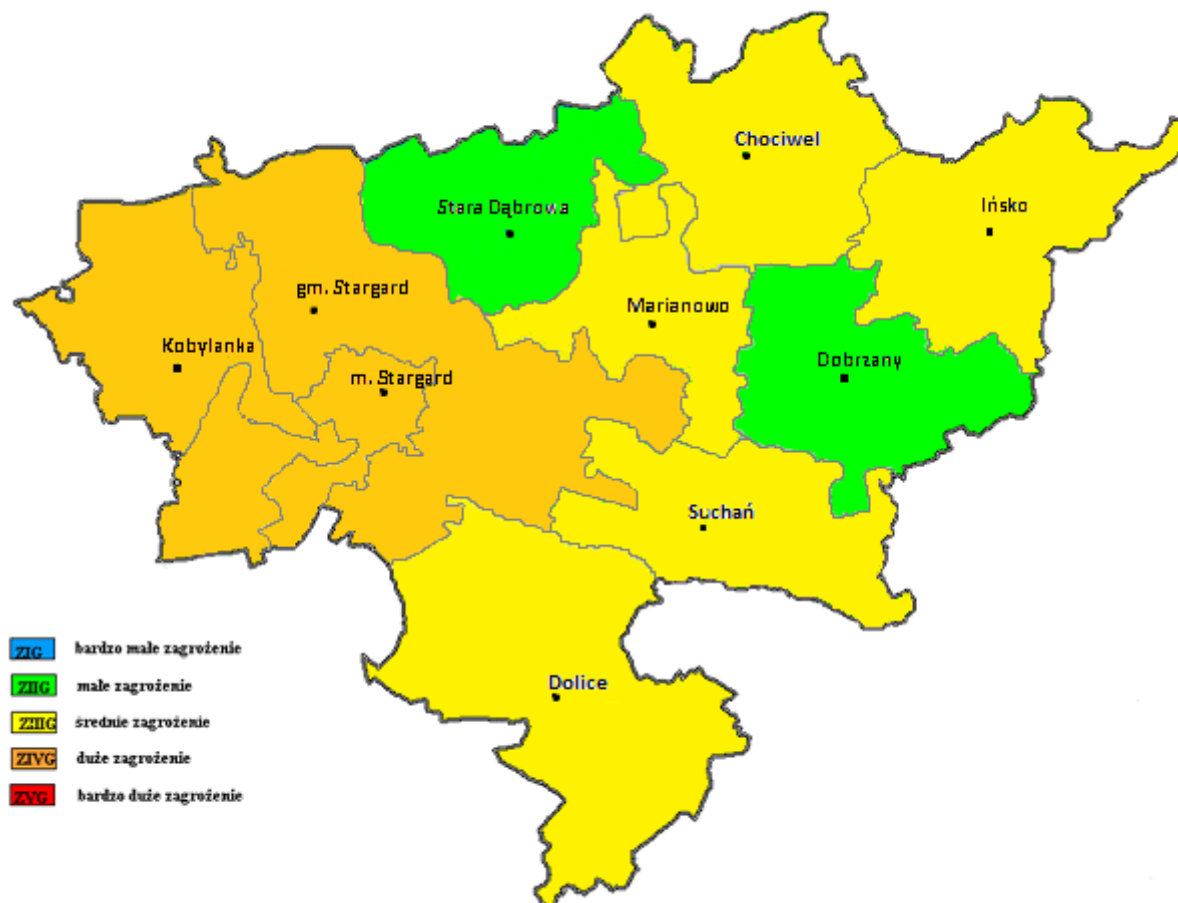 Chociwel
Ińsko
Stara Dąbrowa
gm. Stargard
Marianowo
Kobylanka
Dobrzany
m. Stargard
Suchań
Dolice
ZIG bardzo małe zagrożenie
ZIIG małe zagrożenie
ZIIIG średnie zagrożenie
ZIVG duże zagrożenie
ZVG bardzo duże zagrożenie